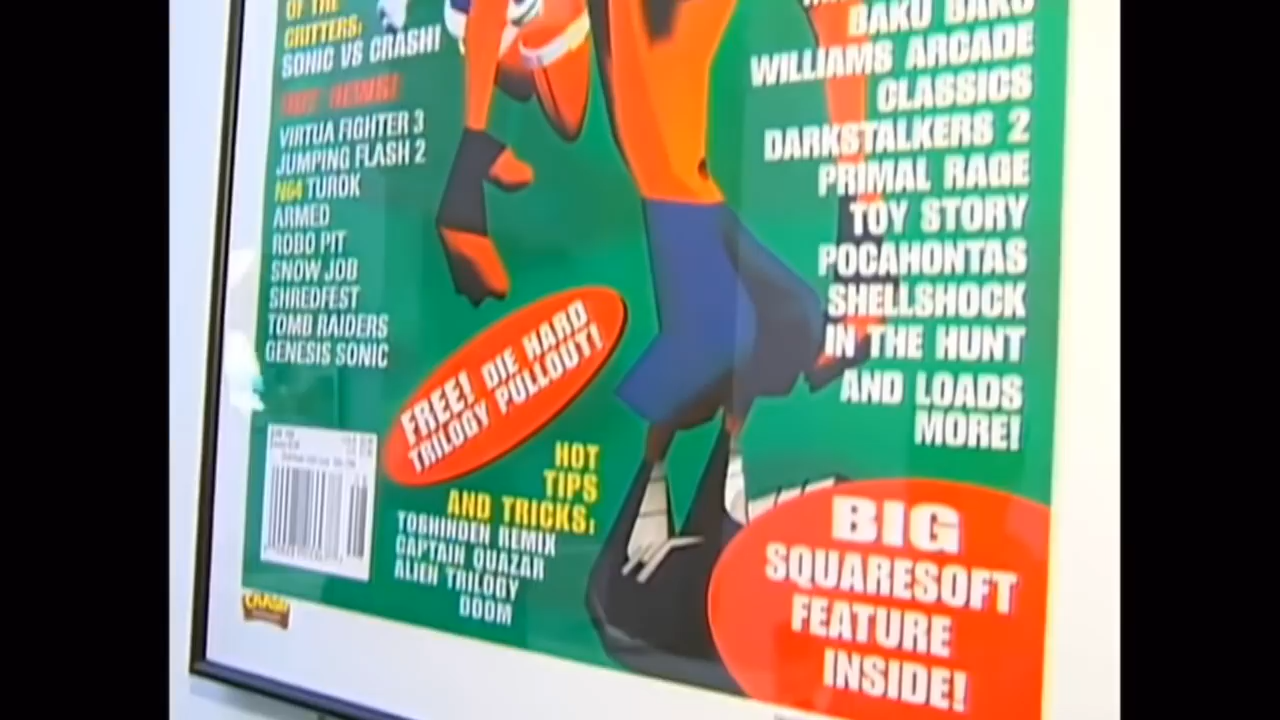 OF THE
CRITTERS:
SONIC VS CRASH!
HOT NEWS!
VIRTUA FIGHTER 3
JUMPING FLASH 2
N64 TUROK
ARMED
ROBO PIT
SNOW JOB
SHREDFEST
TOMB RAIDERS
GENESIS SONIC
BAKU BAKU
WILLIAMS ARCADE
CLASSICS
DARKSTALKERS 2
PRIMAL RAGE
TOY STORY
POCAHONTAS
SHELLSHOCK
IN THE HUNT
AND LOADS
MORE!
FREE! DIE HARD
TRILOGY PULLOUT!
HOT
TIPS
AND TRICKS:
TOSHINDEN REMIX
CAPTAIN QUAZAR
ALIEN TRILOGY
DOOM
BIG
SQUARESOFT
FEATURE
INSIDE!
CRASH